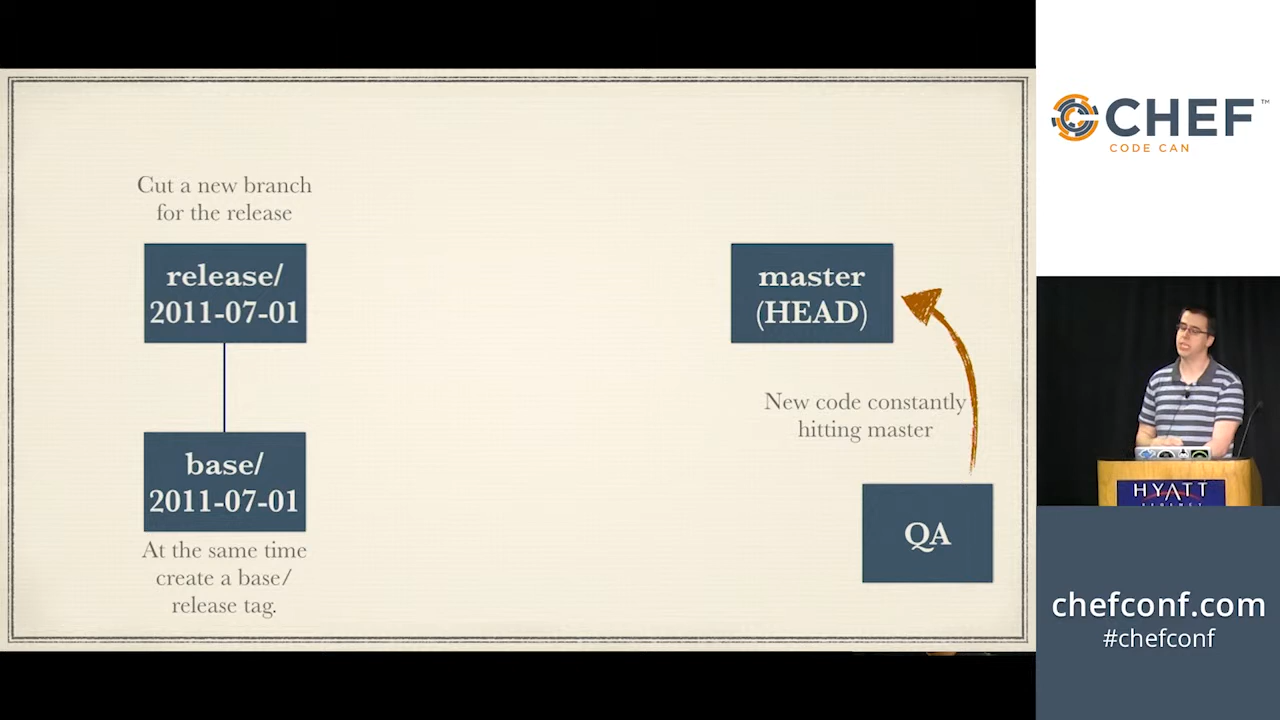 Cut a new branch
for the release
release/
2011-07-01
base/
2011-07-01
At the same time
create a base/
release tag.
master
(HEAD)
New code constantly
hitting master
QA
CHEF™
CODE CAN
HYATT
chefconf.com
#chefconf